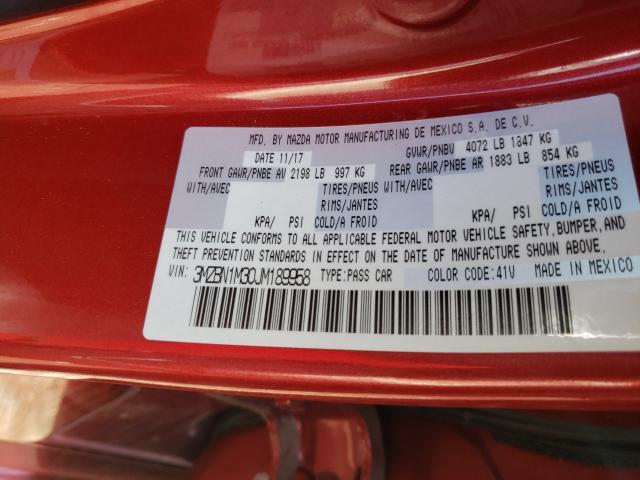 MFD. BY MAZDA MOTOR MANUFACTURING DE MEXICO S.A. DE C.V.
DATE 11/17 GVWR/PNBV 4072 LB 1847 KG
FRONT GAWR/PNBE AV 2198 LB 997 KG REAR GAWR/PNBE AR 1883 LB 854 KG
WITH/AVEC TIRES/PNEUS WITH/AVEC TIRES/PNEUS
RIMS/JANTES RIMS/JANTES
KPA/ PSI COLD/A FROID KPA/ PSI COLD/A FROID
THIS VEHICLE CONFORMS TO ALL APPLICABLE FEDERAL MOTOR VEHICLE SAFETY, BUMPER, AND
THEFT PREVENTION STANDARDS IN EFFECT ON THE DATE OF MANUFACTURE SHOWN ABOVE.
VIN: 3MZBN1M30JM189958 TYPE:PASS CAR COLOR CODE:41V MADE IN MEXICO